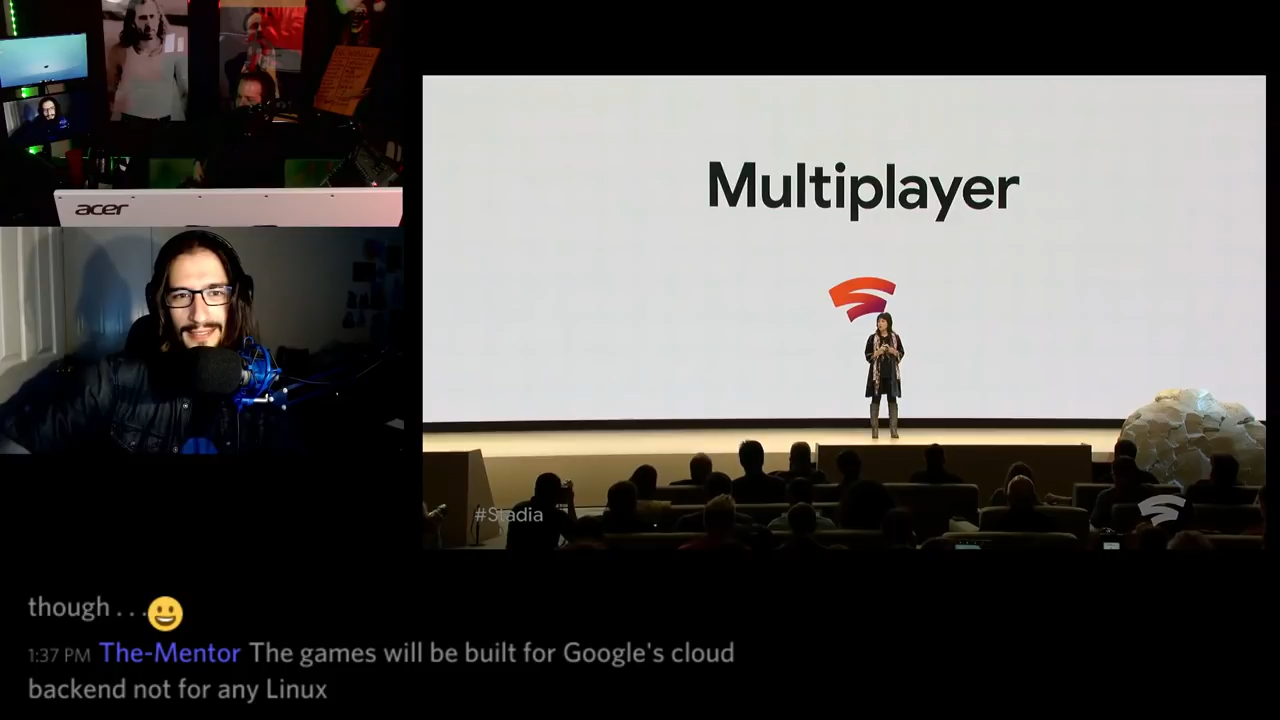 acer
Multiplayer
#Stadia
though . . .😀
1:37 PM The-Mentor The games will be built for Google's cloud
backend not for any Linux